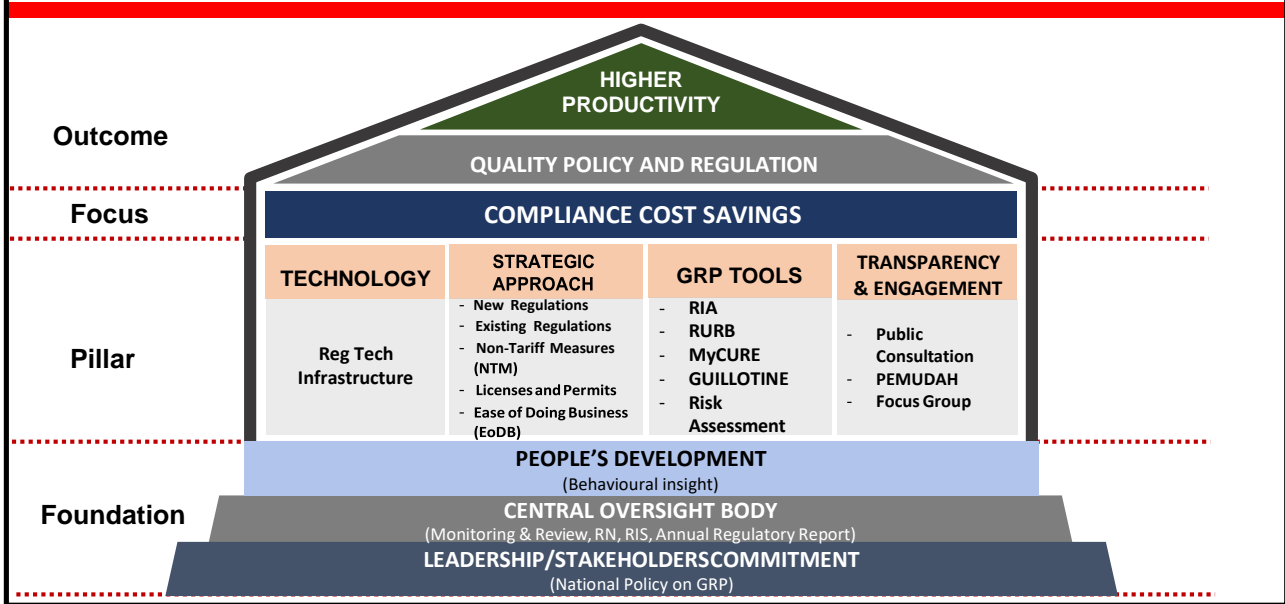 HIGHER
PRODUCTIVITY
Outcome
QUALITY POLICY AND REGULATION
Focus
COMPLIANCE COST SAVINGS
Pillar
TECHNOLOGY
Reg Tech
Infrastructure
STRATEGIC
APPROACH
- New Regulations
- Existing Regulations
- Non-Tariff Measures
(NTM)
- Licenses and Permits
- Ease of Doing Business
(EoDB)
GRP TOOLS
- RIA
- RURB
- MyCURE
- GUILLOTINE
- Risk
Assessment
TRANSPARENCY
& ENGAGEMENT
- Public
Consultation
- PEMUDAH
- Focus Group
Foundation
PEOPLE'S DEVELOPMENT
(Behavioural insight)
CENTRAL OVERSIGHT BODY
(Monitoring & Review, RN, RIS, Annual Regulatory Report)
LEADERSHIP/STAKEHOLDERSCOMMITMENT
(National Policy on GRP)